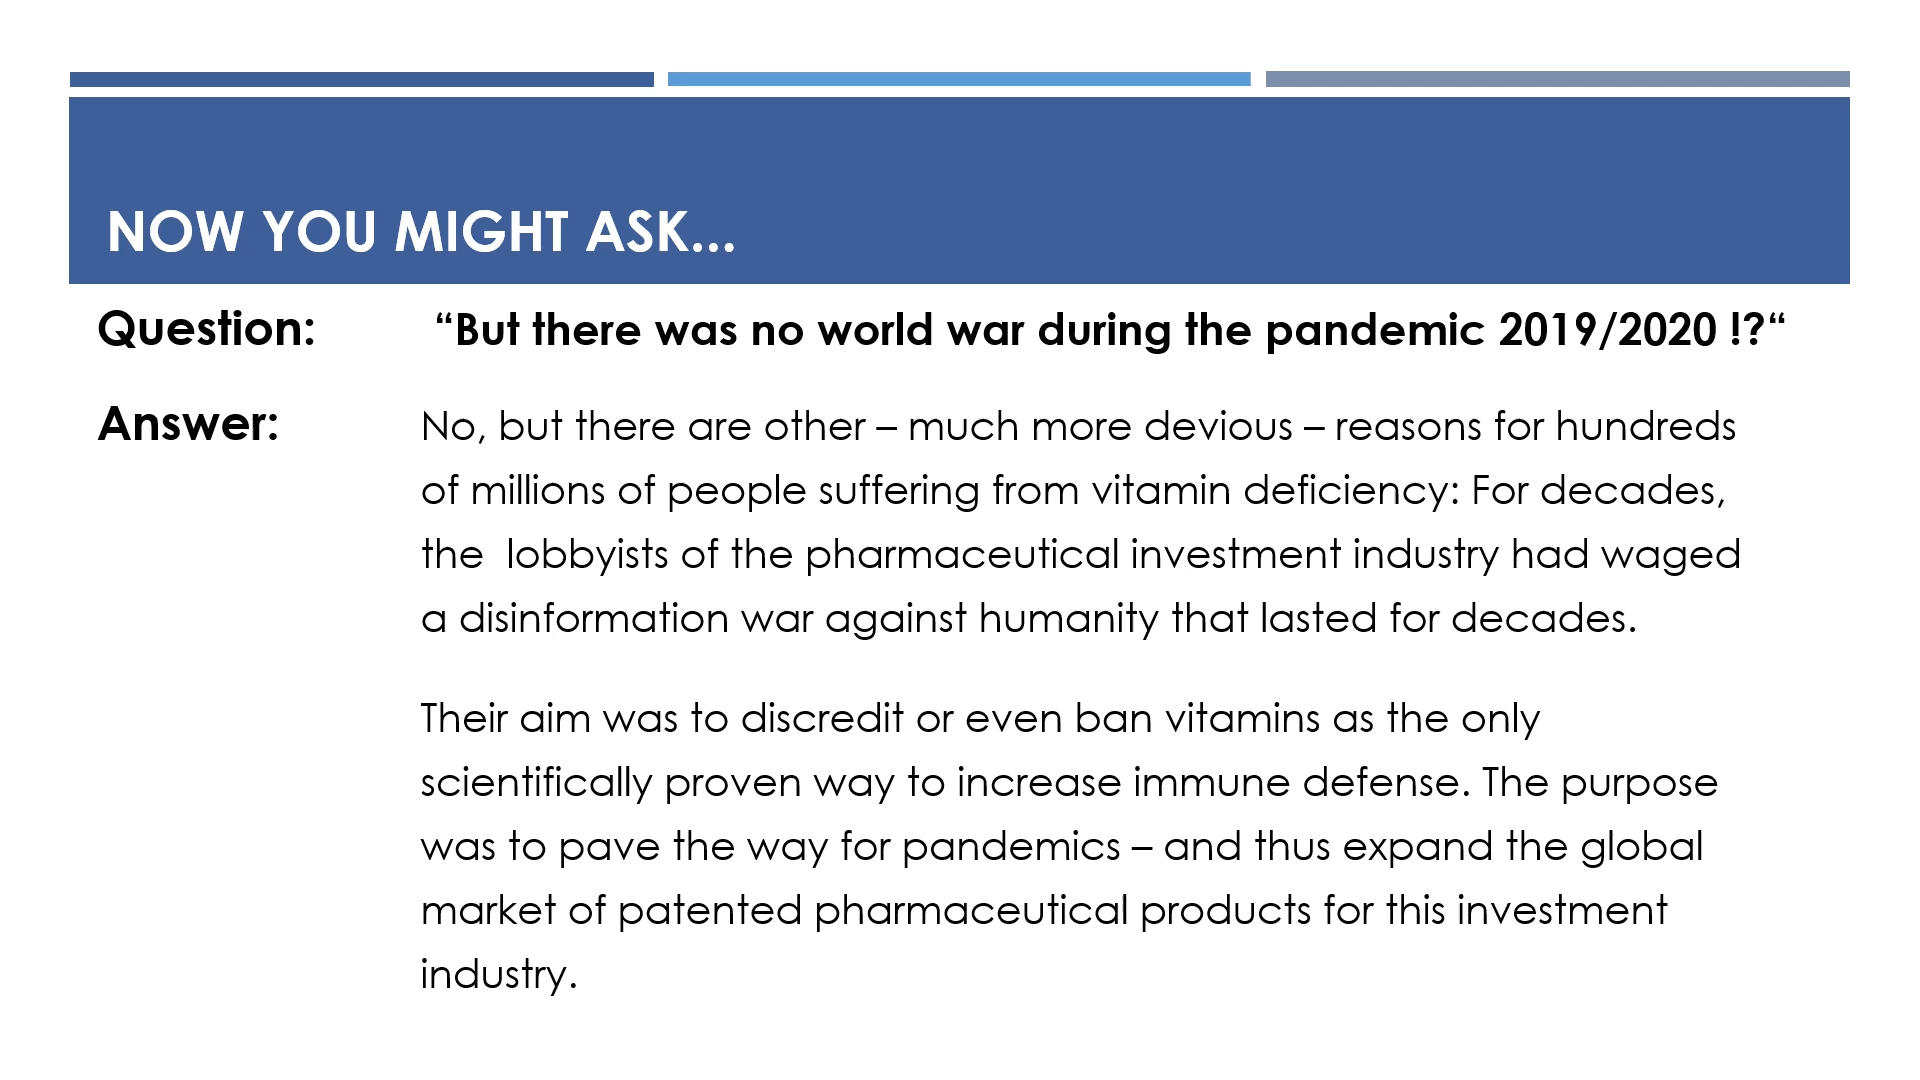 NOW YOU MIGHT ASK...
Question: “But there was no world war during the pandemic 2019/2020 !?“
Answer: No, but there are other – much more devious – reasons for hundreds
of millions of people suffering from vitamin deficiency: For decades,
the lobbyists of the pharmaceutical investment industry had waged
a disinformation war against humanity that lasted for decades.
Their aim was to discredit or even ban vitamins as the only
scientifically proven way to increase immune defense. The purpose
was to pave the way for pandemics – and thus expand the global
market of patented pharmaceutical products for this investment
industry.